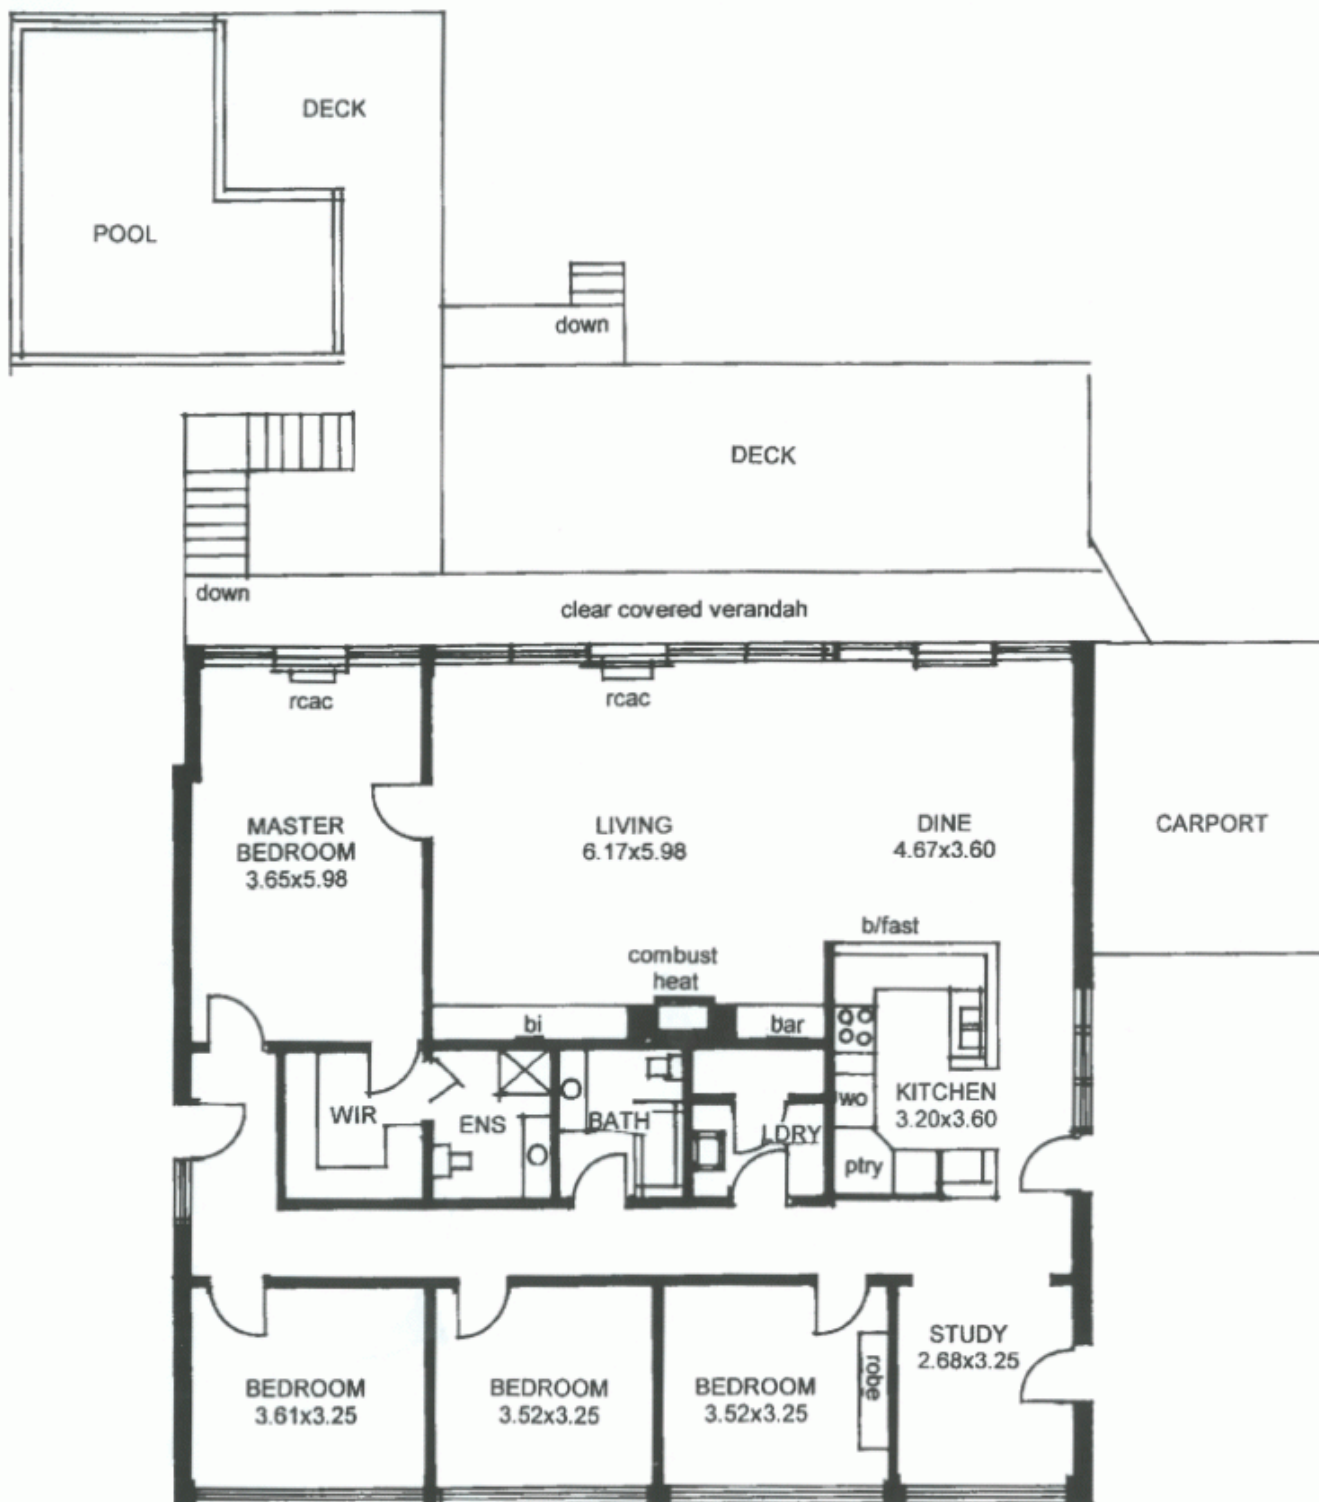 DECK
POOL
down
DECK
down
clear covered verandah
rcac
rcac
MASTER
BEDROOM
3.65x5.98
LIVING
6.17x5.98
DINE
4.67x3.60
CARPORT
b/fast
combust
heat
bi
bar
WIR
ENS
BATH
LDRY
wo
KITCHEN
3.20x3.60
ptry
BEDROOM
3.61x3.25
BEDROOM
3.52x3.25
BEDROOM
3.52x3.25
robe
STUDY
2.68x3.25